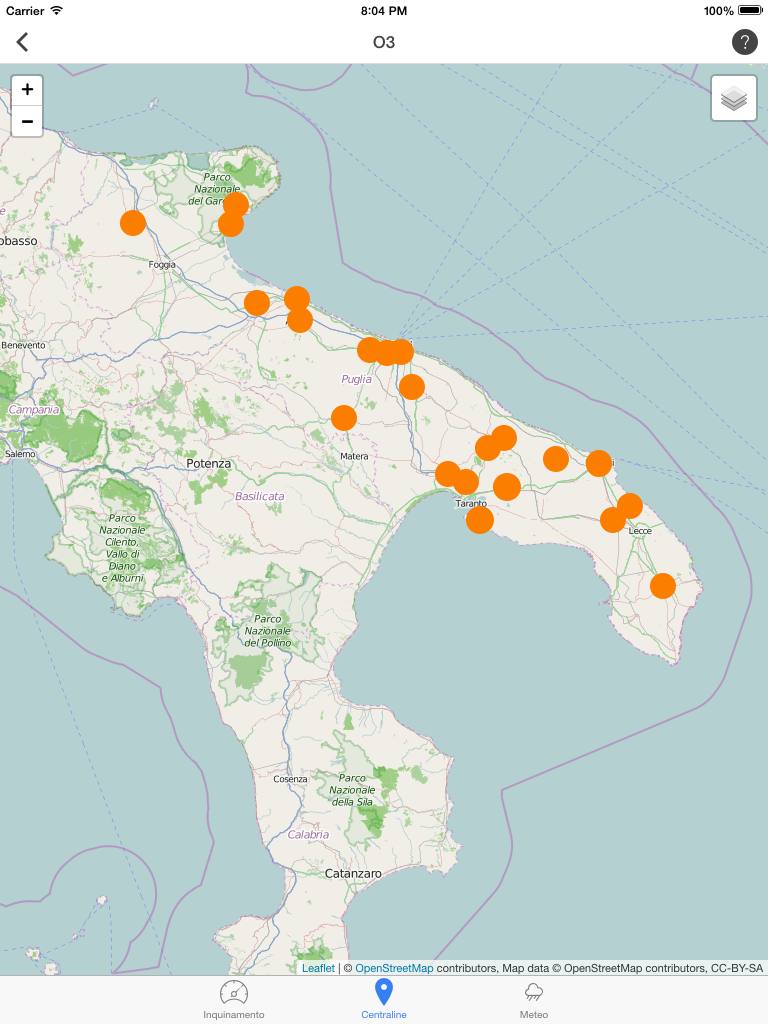 Carrier 8:04 PM 100%
O3
?
+
−
Parco
Nazionale
del Gar
obasso
Foggia
Benevento
Puglia
Campania
Salerno
Matera
Potenza
Basilicata
Taranto
Lecce
Parco
Nazionale
Cilento,
Vallo di
Diano
e Alburni
Parco
Nazionale
del Pollino
Cosenza
Parco
Nazionale
della Sila
Calabria
Catanzaro
Leaflet | © OpenStreetMap contributors, Map data © OpenStreetMap contributors, CC-BY-SA
Inquinamento Centraline Meteo